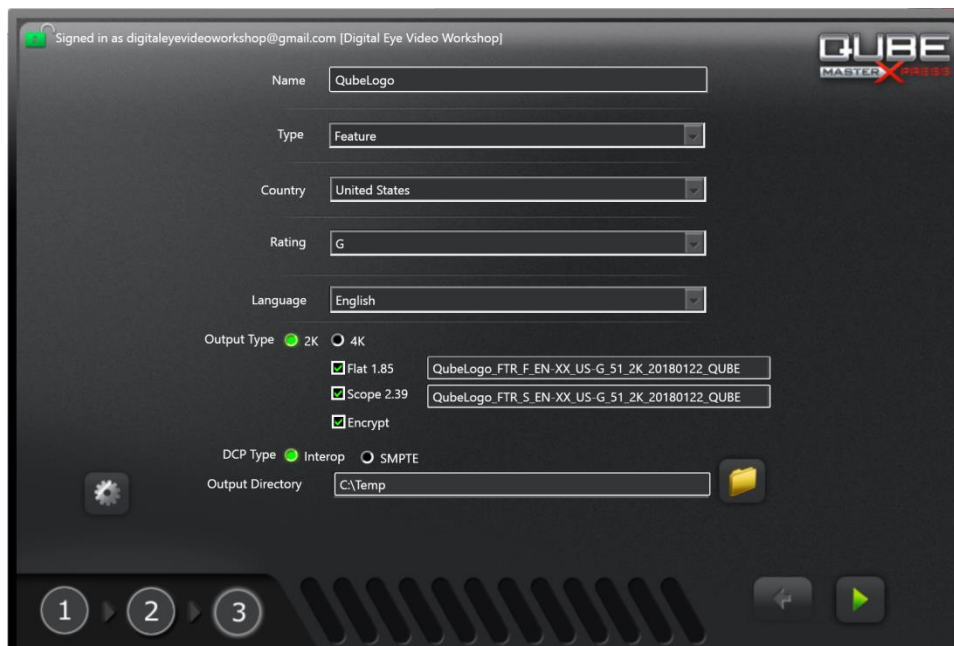 Signed in as digitaleyevideoworkshop@gmail.com [Digital Eye Video Workshop]
QUBE
MASTER XPRESS
Name QubeLogo
Type Feature
Country United States
Rating G
Language English
Output Type 2K 4K
Flat 1.85 QubeLogo_FTR_F_EN-XX_US-G_51_2K_20180122_QUBE
Scope 2.39 QubeLogo_FTR_S_EN-XX_US-G_51_2K_20180122_QUBE
Encrypt
DCP Type Interop SMPTE
Output Directory C:\Temp
1 2 3